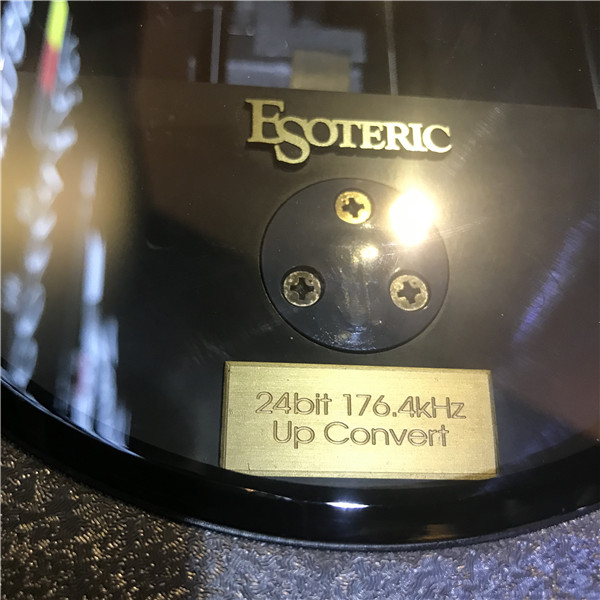 ESOTERIC
24bit 176.4kHz
Up Convert